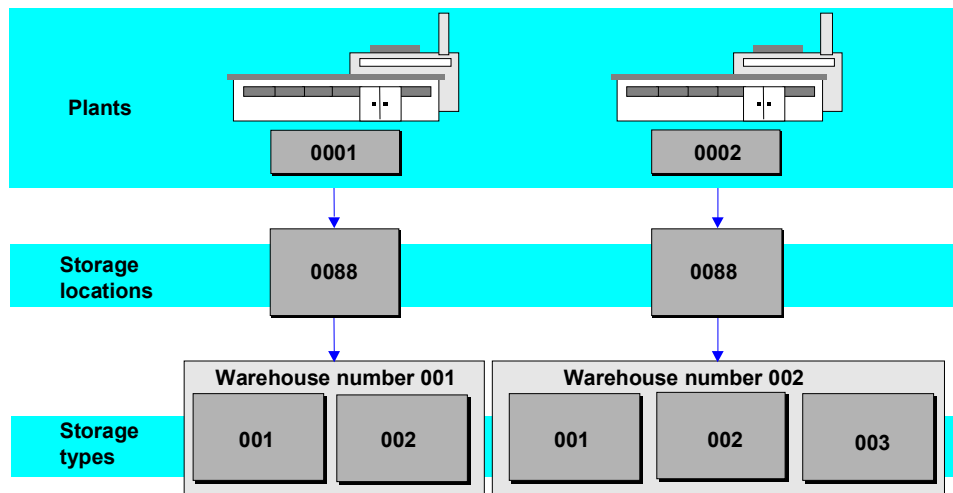 Plants
0001
0002
Storage
locations
0088
0088
Warehouse number 001
Warehouse number 002
Storage
types
001
002
001
002
003